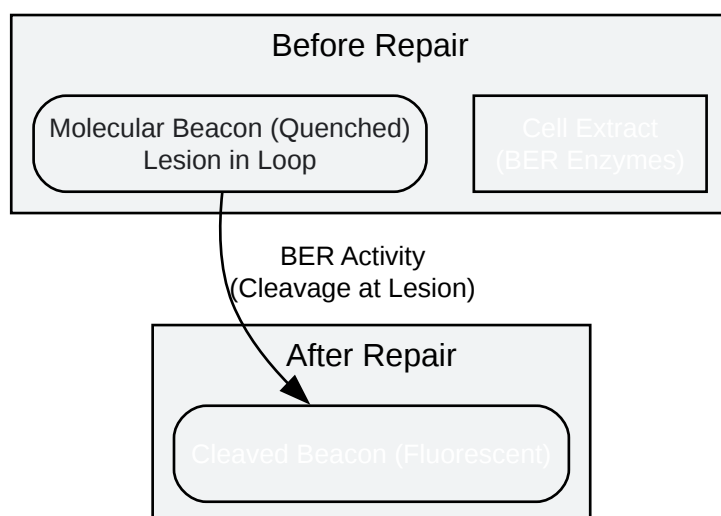 Before Repair
Molecular Beacon (Quenched)
Lesion in Loop
Cell Extract
(BER Enzymes)
BER Activity
(Cleavage at Lesion)
After Repair
Cleaved Beacon (Fluorescent)